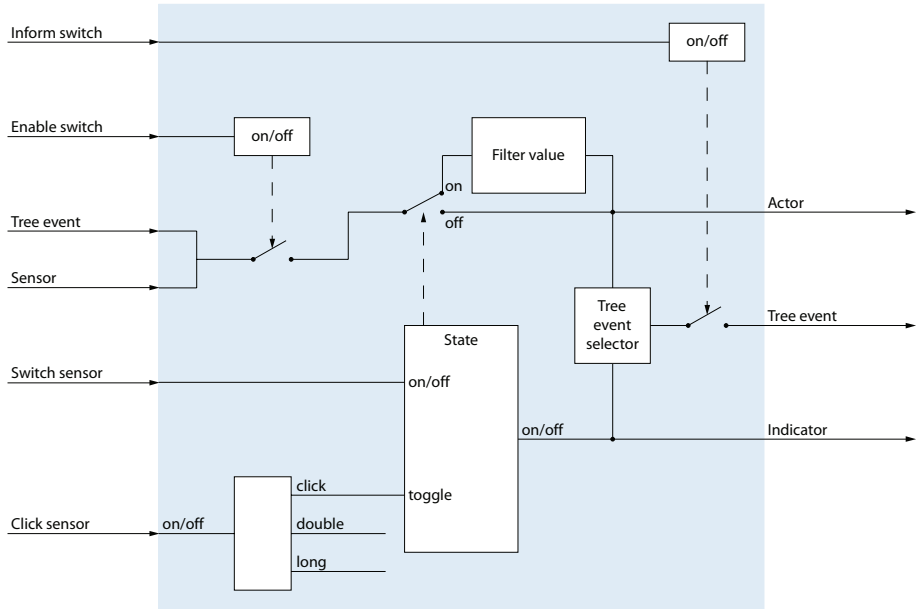 Inform switch
on/off
Enable switch
on/off
Filter value
on
off
Actor
Tree event
Sensor
Tree
event
selector
Tree event
State
Switch sensor
on/off
on/off
Indicator
click
toggle
Click sensor
on/off
double
long